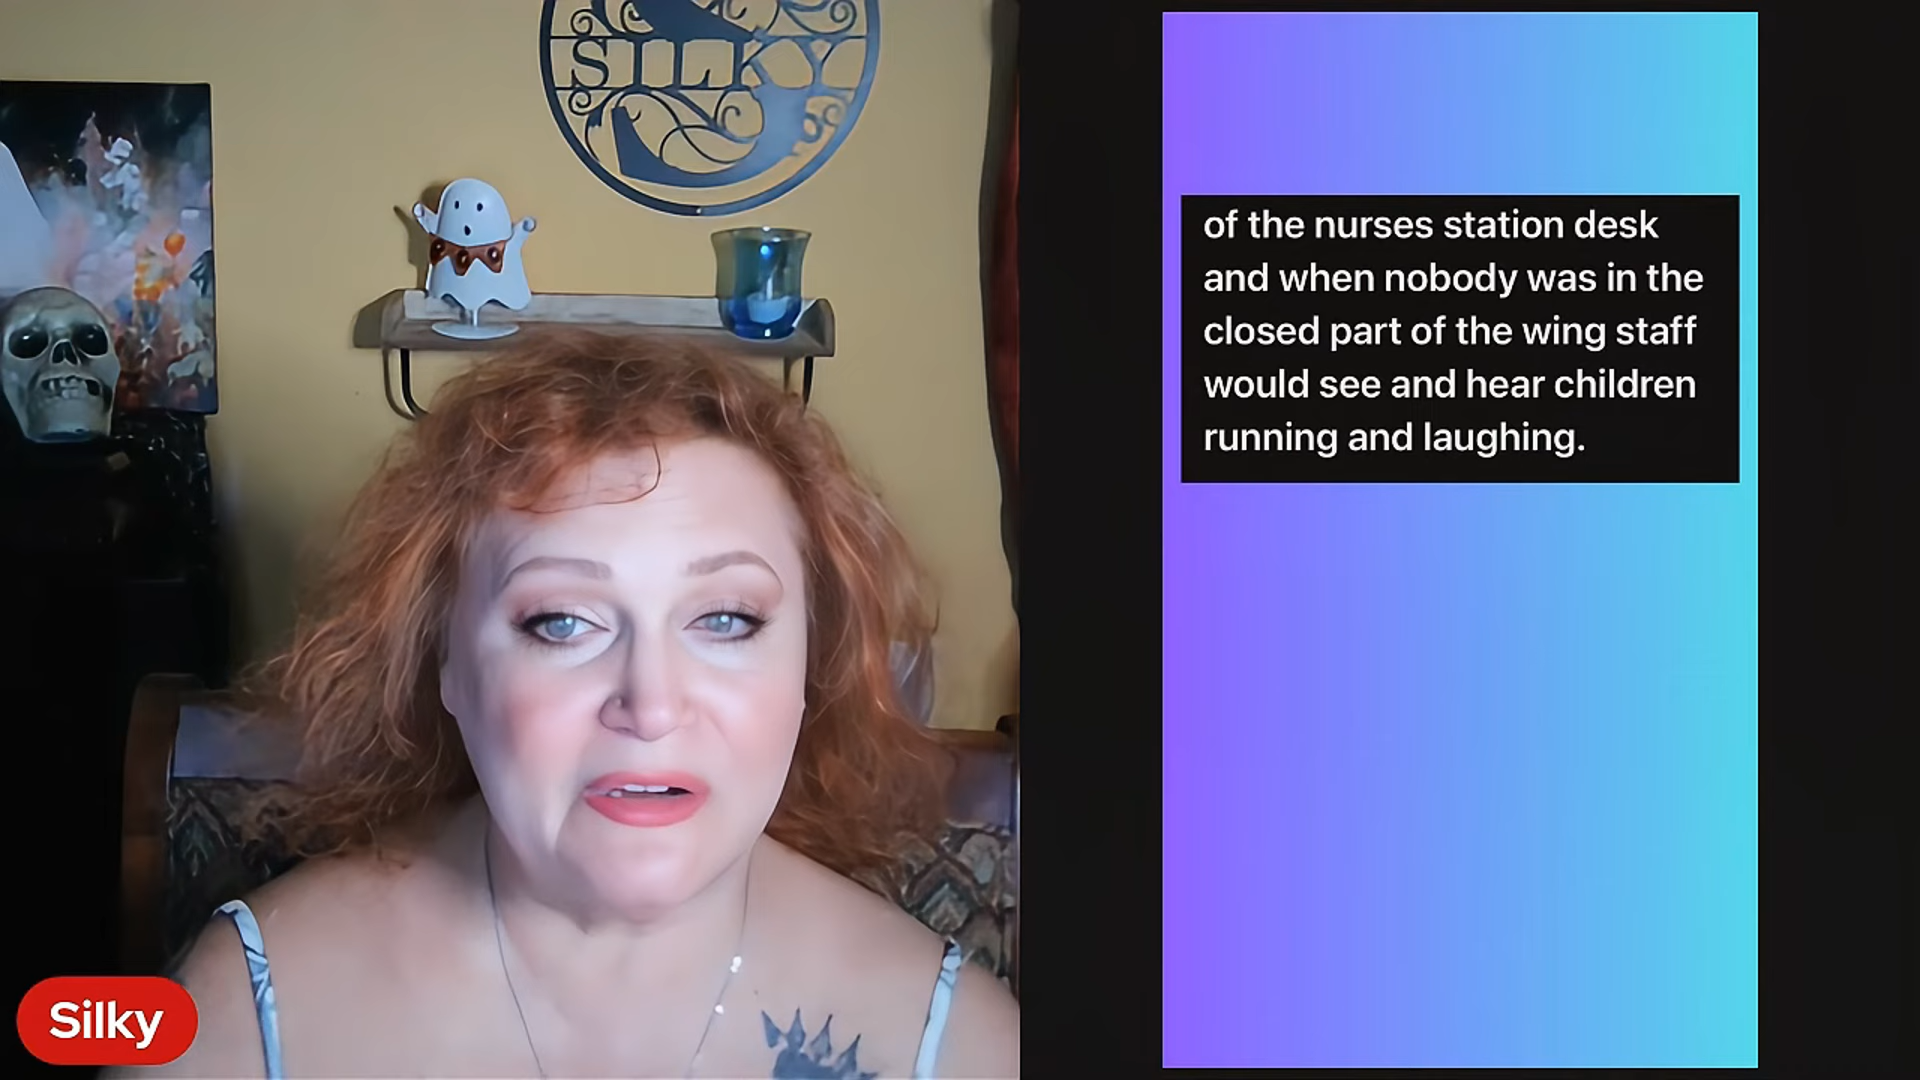 SILKY
of the nurses station desk
and when nobody was in the
closed part of the wing staff
would see and hear children
running and laughing.
Silky